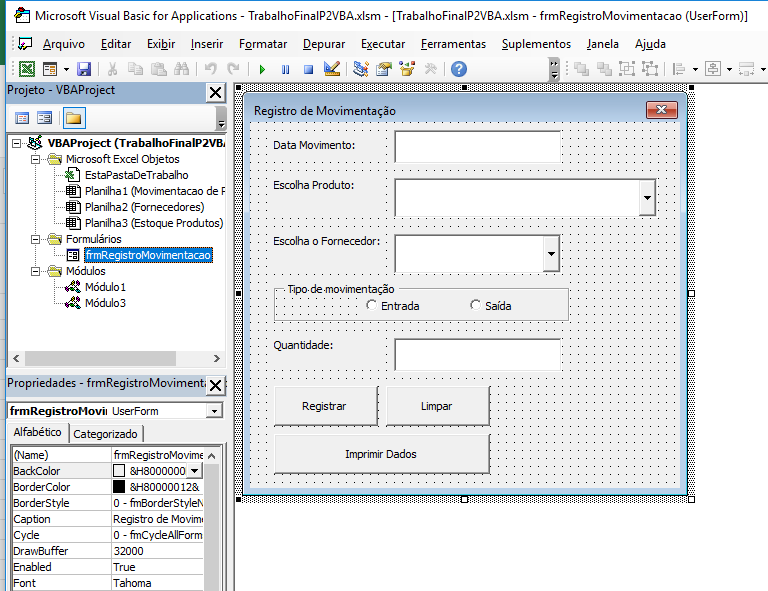 Microsoft Visual Basic for Applications - TrabalhoFinalP2VBA.xlsm - [TrabalhoFinalP2VBA.xlsm - frmRegistroMovimentacao (UserForm)]
Arquivo Editar Exibir Inserir Formatar Depurar Executar Ferramentas Suplementos Janela Ajuda
Projeto - VBAProject
VBAProject (TrabalhoFinalP2VBA
Microsoft Excel Objetos
EstaPastaDeTrabalho
Planilha1 (Movimentacao de P
Planilha2 (Fornecedores)
Planilha3 (Estoque Produtos)
Formulários
frmRegistroMovimentacao
Módulos
Módulo1
Módulo3
Propriedades - frmRegistroMovimenta
frmRegistroMovi UserForm
Alfabético Categorizado
(Name) frmRegistroMovime
BackColor &H8000000
BorderColor &H80000012&
BorderStyle 0 - fmBorderStyleN
Caption Registro de Movim
Cycle 0 - fmCycleAllForm
DrawBuffer 32000
Enabled True
Font Tahoma
Registro de Movimentação
Data Movimento:
Escolha Produto:
Escolha o Fornecedor:
Tipo de movimentação
Entrada Saída
Quantidade:
Registrar Limpar
Imprimir Dados